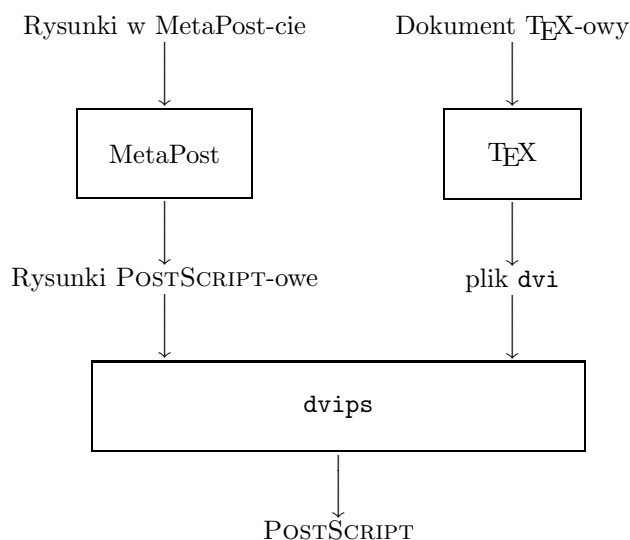 Rysunki w MetaPost-cie
Dokument TEX-owy
MetaPost
TEX
Rysunki POSTSCRIPT-owe
plik dvi
dvips
POSTSCRIPT